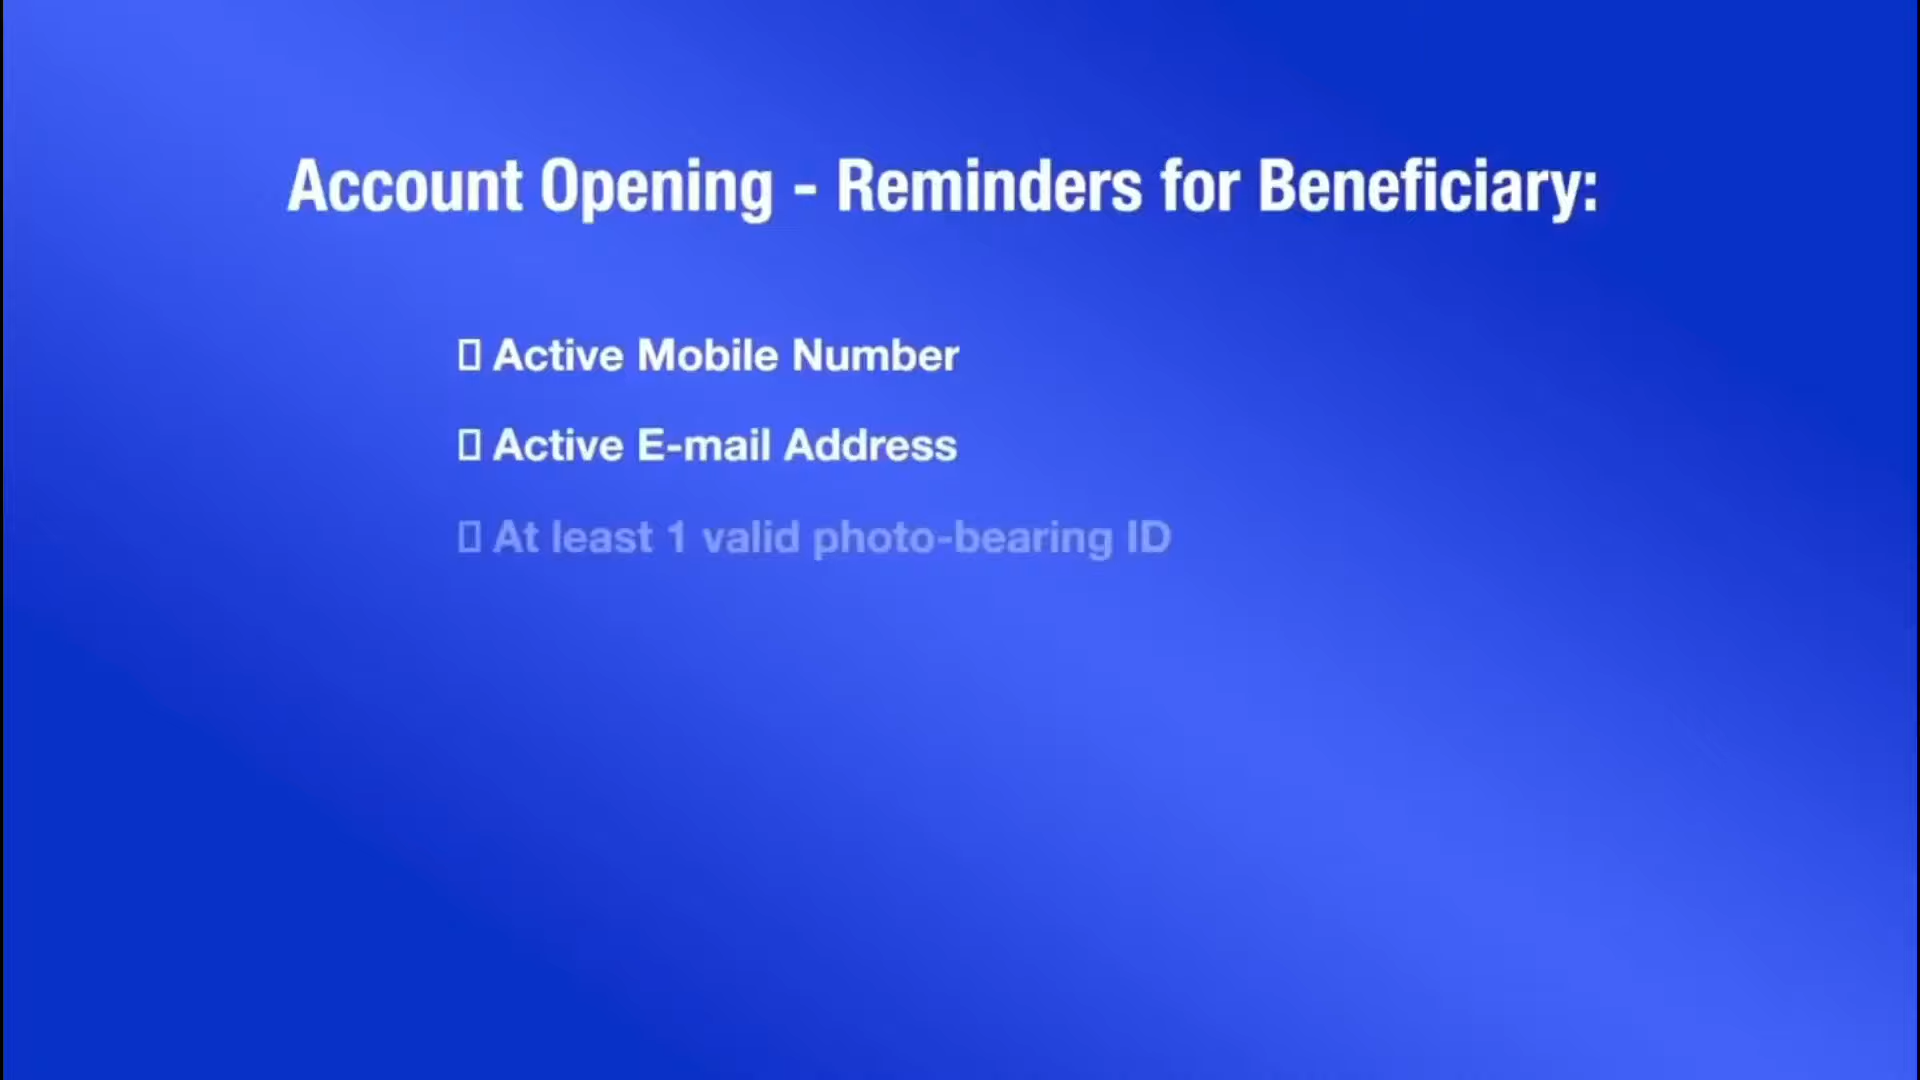 Account Opening - Reminders for Beneficiary:
▯ Active Mobile Number
▯ Active E-mail Address
▯ At least 1 valid photo-bearing ID